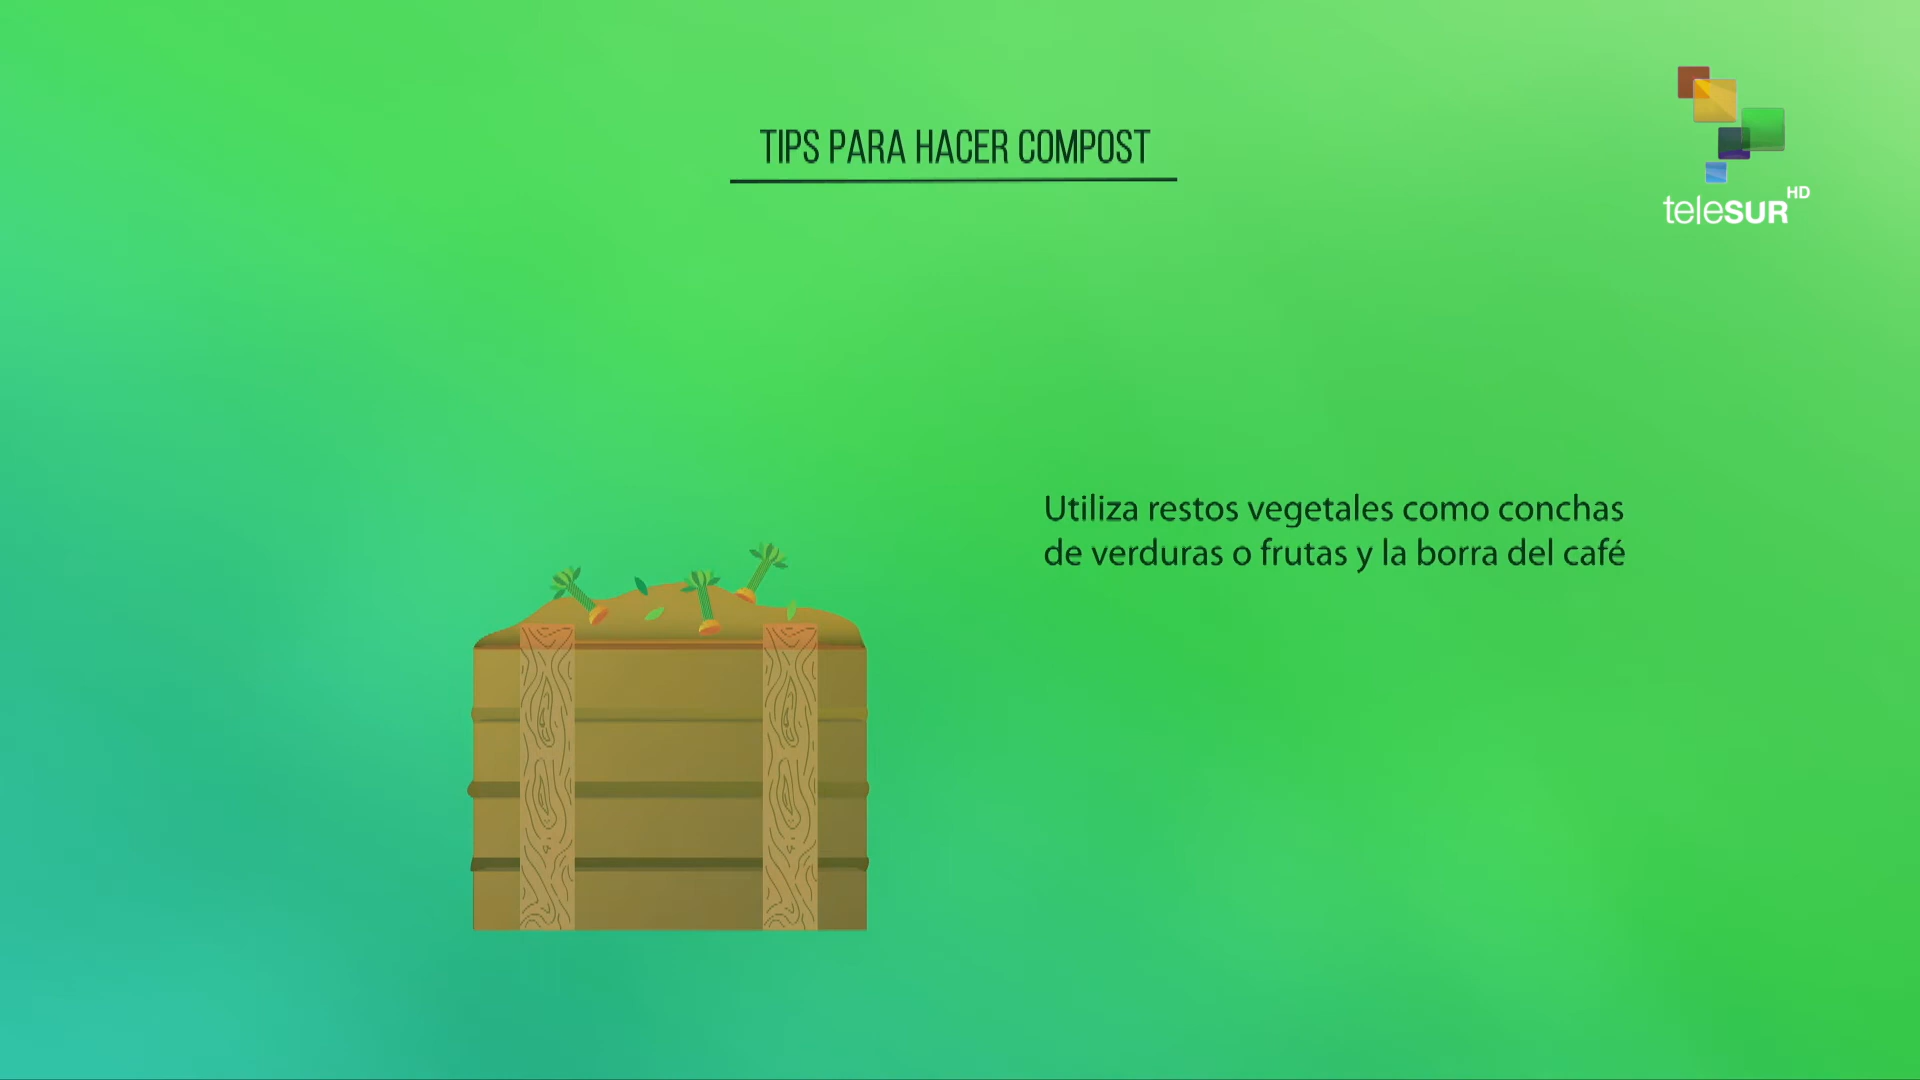 TIPS PARA HACER COMPOST
teleSUR HD
Utiliza restos vegetales como conchas
de verduras o frutas y la borra del café